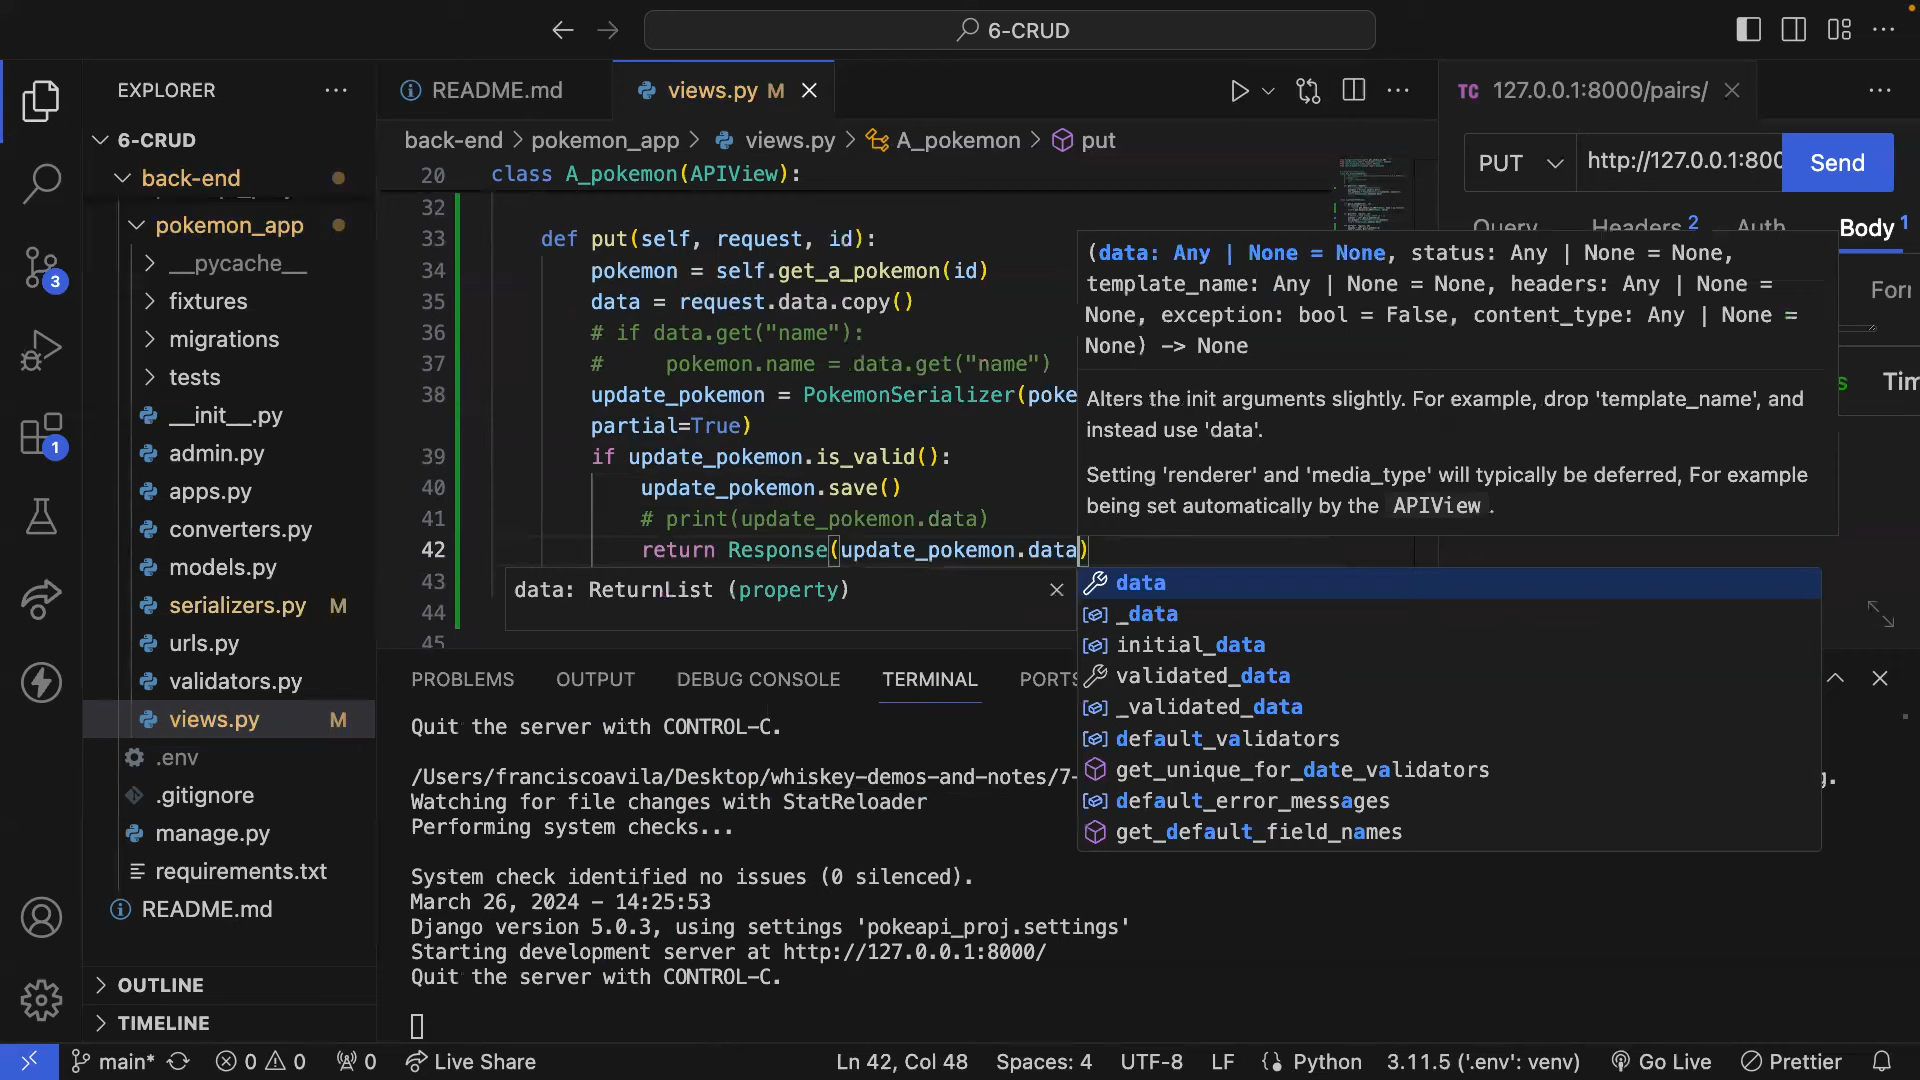 6-CRUD
EXPLORER
6-CRUD
back-end
pokemon_app
__pycache__
fixtures
migrations
tests
__init__.py
admin.py
apps.py
converters.py
models.py
serializers.py M
urls.py
validators.py
views.py M
.env
.gitignore
manage.py
requirements.txt
README.md
OUTLINE
TIMELINE
3
1
README.md
views.py M
back-end > pokemon_app > views.py > A_pokemon > put
20 class A_pokemon(APIView):
32
33 def put(self, request, id):
34 pokemon = self.get_a_pokemon(id)
35 data = request.data.copy()
36 # if data.get("name"):
37 #     pokemon.name = data.get("name")
38 update_pokemon = PokemonSerializer(poke
partial=True)
39 if update_pokemon.is_valid():
40 update_pokemon.save()
41 # print(update_pokemon.data)
42 return Response(update_pokemon.data)
43
44
45
data: ReturnList (property)
(data: Any | None = None, status: Any | None = None,
template_name: Any | None = None, headers: Any | None =
None, exception: bool = False, content_type: Any | None =
None) -> None
Alters the init arguments slightly. For example, drop 'template_name', and
instead use 'data'.
Setting 'renderer' and 'media_type' will typically be deferred, For example
being set automatically by the APIView.
data
_data
initial_data
validated_data
_validated_data
default_validators
get_unique_for_date_validators
default_error_messages
get_default_field_names
TC 127.0.0.1:8000/pairs/
PUT http://127.0.0.1:800 Send
Query Headers 2 Auth Body 1
Forr
s Tim
PROBLEMS OUTPUT DEBUG CONSOLE TERMINAL PORTS
Quit the server with CONTROL-C.
/Users/franciscoavila/Desktop/whiskey-demos-and-notes/7- g.
Watching for file changes with StatReloader
Performing system checks...
System check identified no issues (0 silenced).
March 26, 2024 - 14:25:53
Django version 5.0.3, using settings 'pokeapi_proj.settings'
Starting development server at http://127.0.0.1:8000/
Quit the server with CONTROL-C.
main* 0 0 0 Live Share Ln 42, Col 48 Spaces: 4 UTF-8 LF Python 3.11.5 ('.env': venv) Go Live Prettier